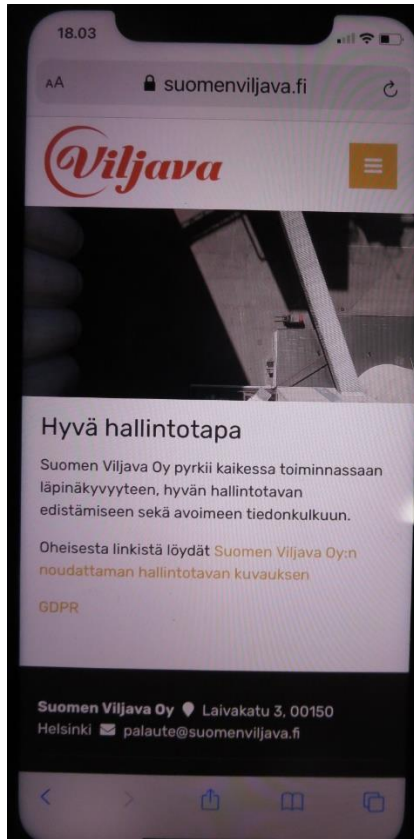 18.03
AA suomenviljava.fi
Viljava
Hyvä hallintotapa
Suomen Viljava Oy pyrkii kaikessa toiminnassaan
läpinäkyvyyteen, hyvän hallintotavan
edistämiseen sekä avoimeen tiedonkulkuun.
Oheisesta linkistä löydät Suomen Viljava Oy:n
noudattaman hallintotavan kuvauksen
GDPR
Suomen Viljava Oy Laivakatu 3, 00150
Helsinki palaute@suomenviljava.fi